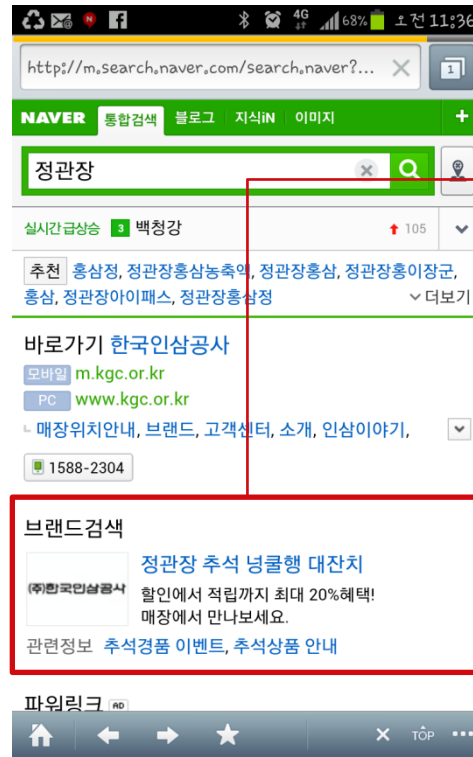 4G 68% 오전 11:36
http://m.search.naver.com/search.naver?... 1
NAVER 통합검색 블로그 지식iN 이미지 +
정관장
실시간 급상승 3 백청강 105
추천 홍삼정, 정관장홍삼농축액, 정관장홍삼, 정관장홍이장군,
홍삼, 정관장아이패스, 정관장홍삼정 더보기
바로가기 한국인삼공사
모바일 m.kgc.or.kr
PC www.kgc.or.kr
매장위치안내, 브랜드, 고객센터, 소개, 인삼이야기,
1588-2304
브랜드검색
(주)한국인삼공사
정관장 추석 넝쿨행 대잔치
할인에서 적립까지 최대 20%혜택!
매장에서 만나보세요.
관련정보 추석경품 이벤트, 추석상품 안내
파워링크 AD
TOP